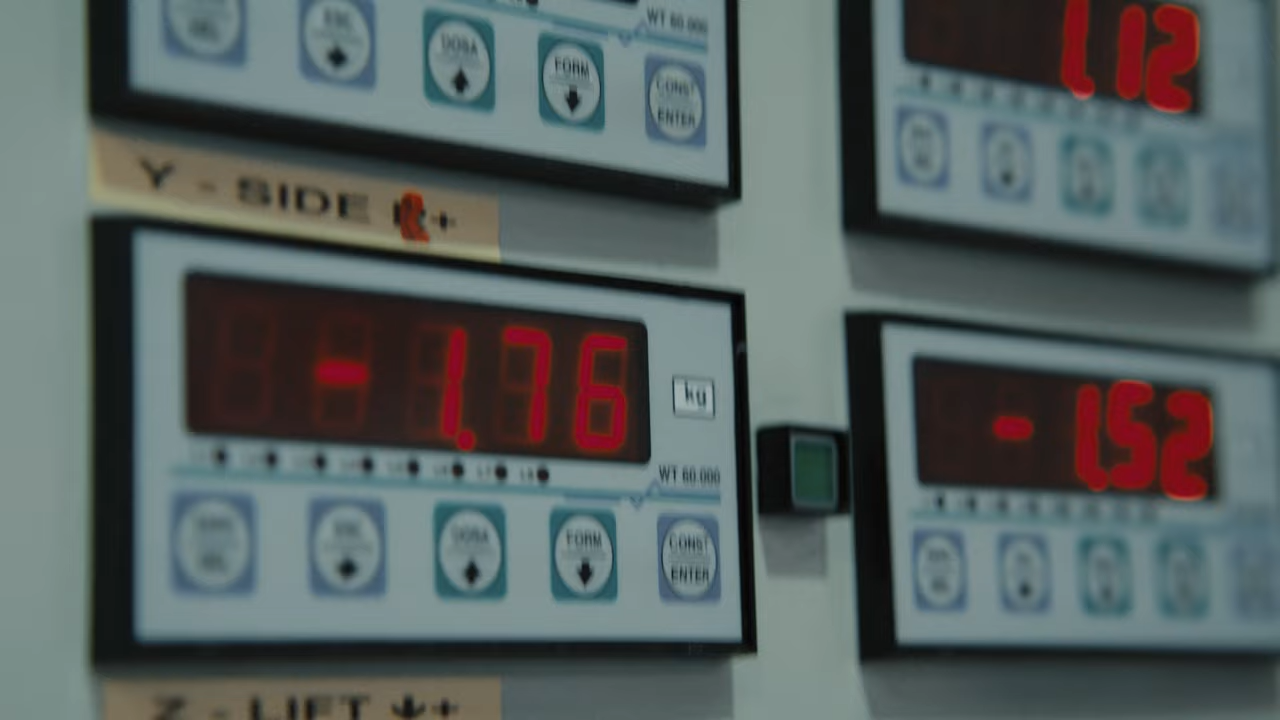 WT 60.000
DOSA
FORM
CONST
ENTER
1.12
Y - SIDE +
-1.76
kg
-1.52
WT 60.000
ESC
DOSA
FORM
CONST
ENTER
Z - LIFT +